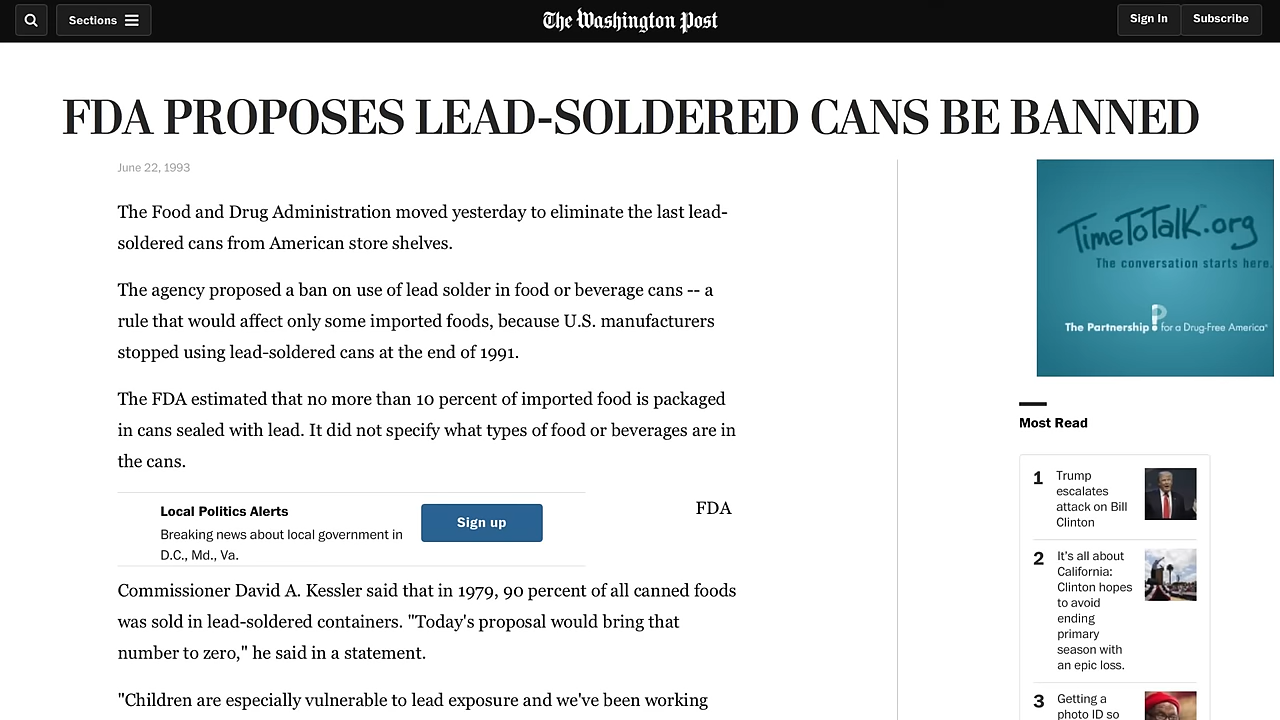 Sections
The Washington Post
Sign In
Subscribe
FDA PROPOSES LEAD-SOLDERED CANS BE BANNED
June 22, 1993
The Food and Drug Administration moved yesterday to eliminate the last lead-
soldered cans from American store shelves.
The agency proposed a ban on use of lead solder in food or beverage cans -- a
rule that would affect only some imported foods, because U.S. manufacturers
stopped using lead-soldered cans at the end of 1991.
The FDA estimated that no more than 10 percent of imported food is packaged
in cans sealed with lead. It did not specify what types of food or beverages are in
the cans.
Local Politics Alerts
Breaking news about local government in
D.C., Md., Va.
Sign up
FDA
Commissioner David A. Kessler said that in 1979, 90 percent of all canned foods
was sold in lead-soldered containers. "Today's proposal would bring that
number to zero," he said in a statement.
"Children are especially vulnerable to lead exposure and we've been working
TimeToTalk.org™
The conversation starts here.
The Partnership for a Drug-Free America®
Most Read
1
Trump
escalates
attack on Bill
Clinton
2
It's all about
California:
Clinton hopes
to avoid
ending
primary
season with
an epic loss.
3
Getting a
photo ID so